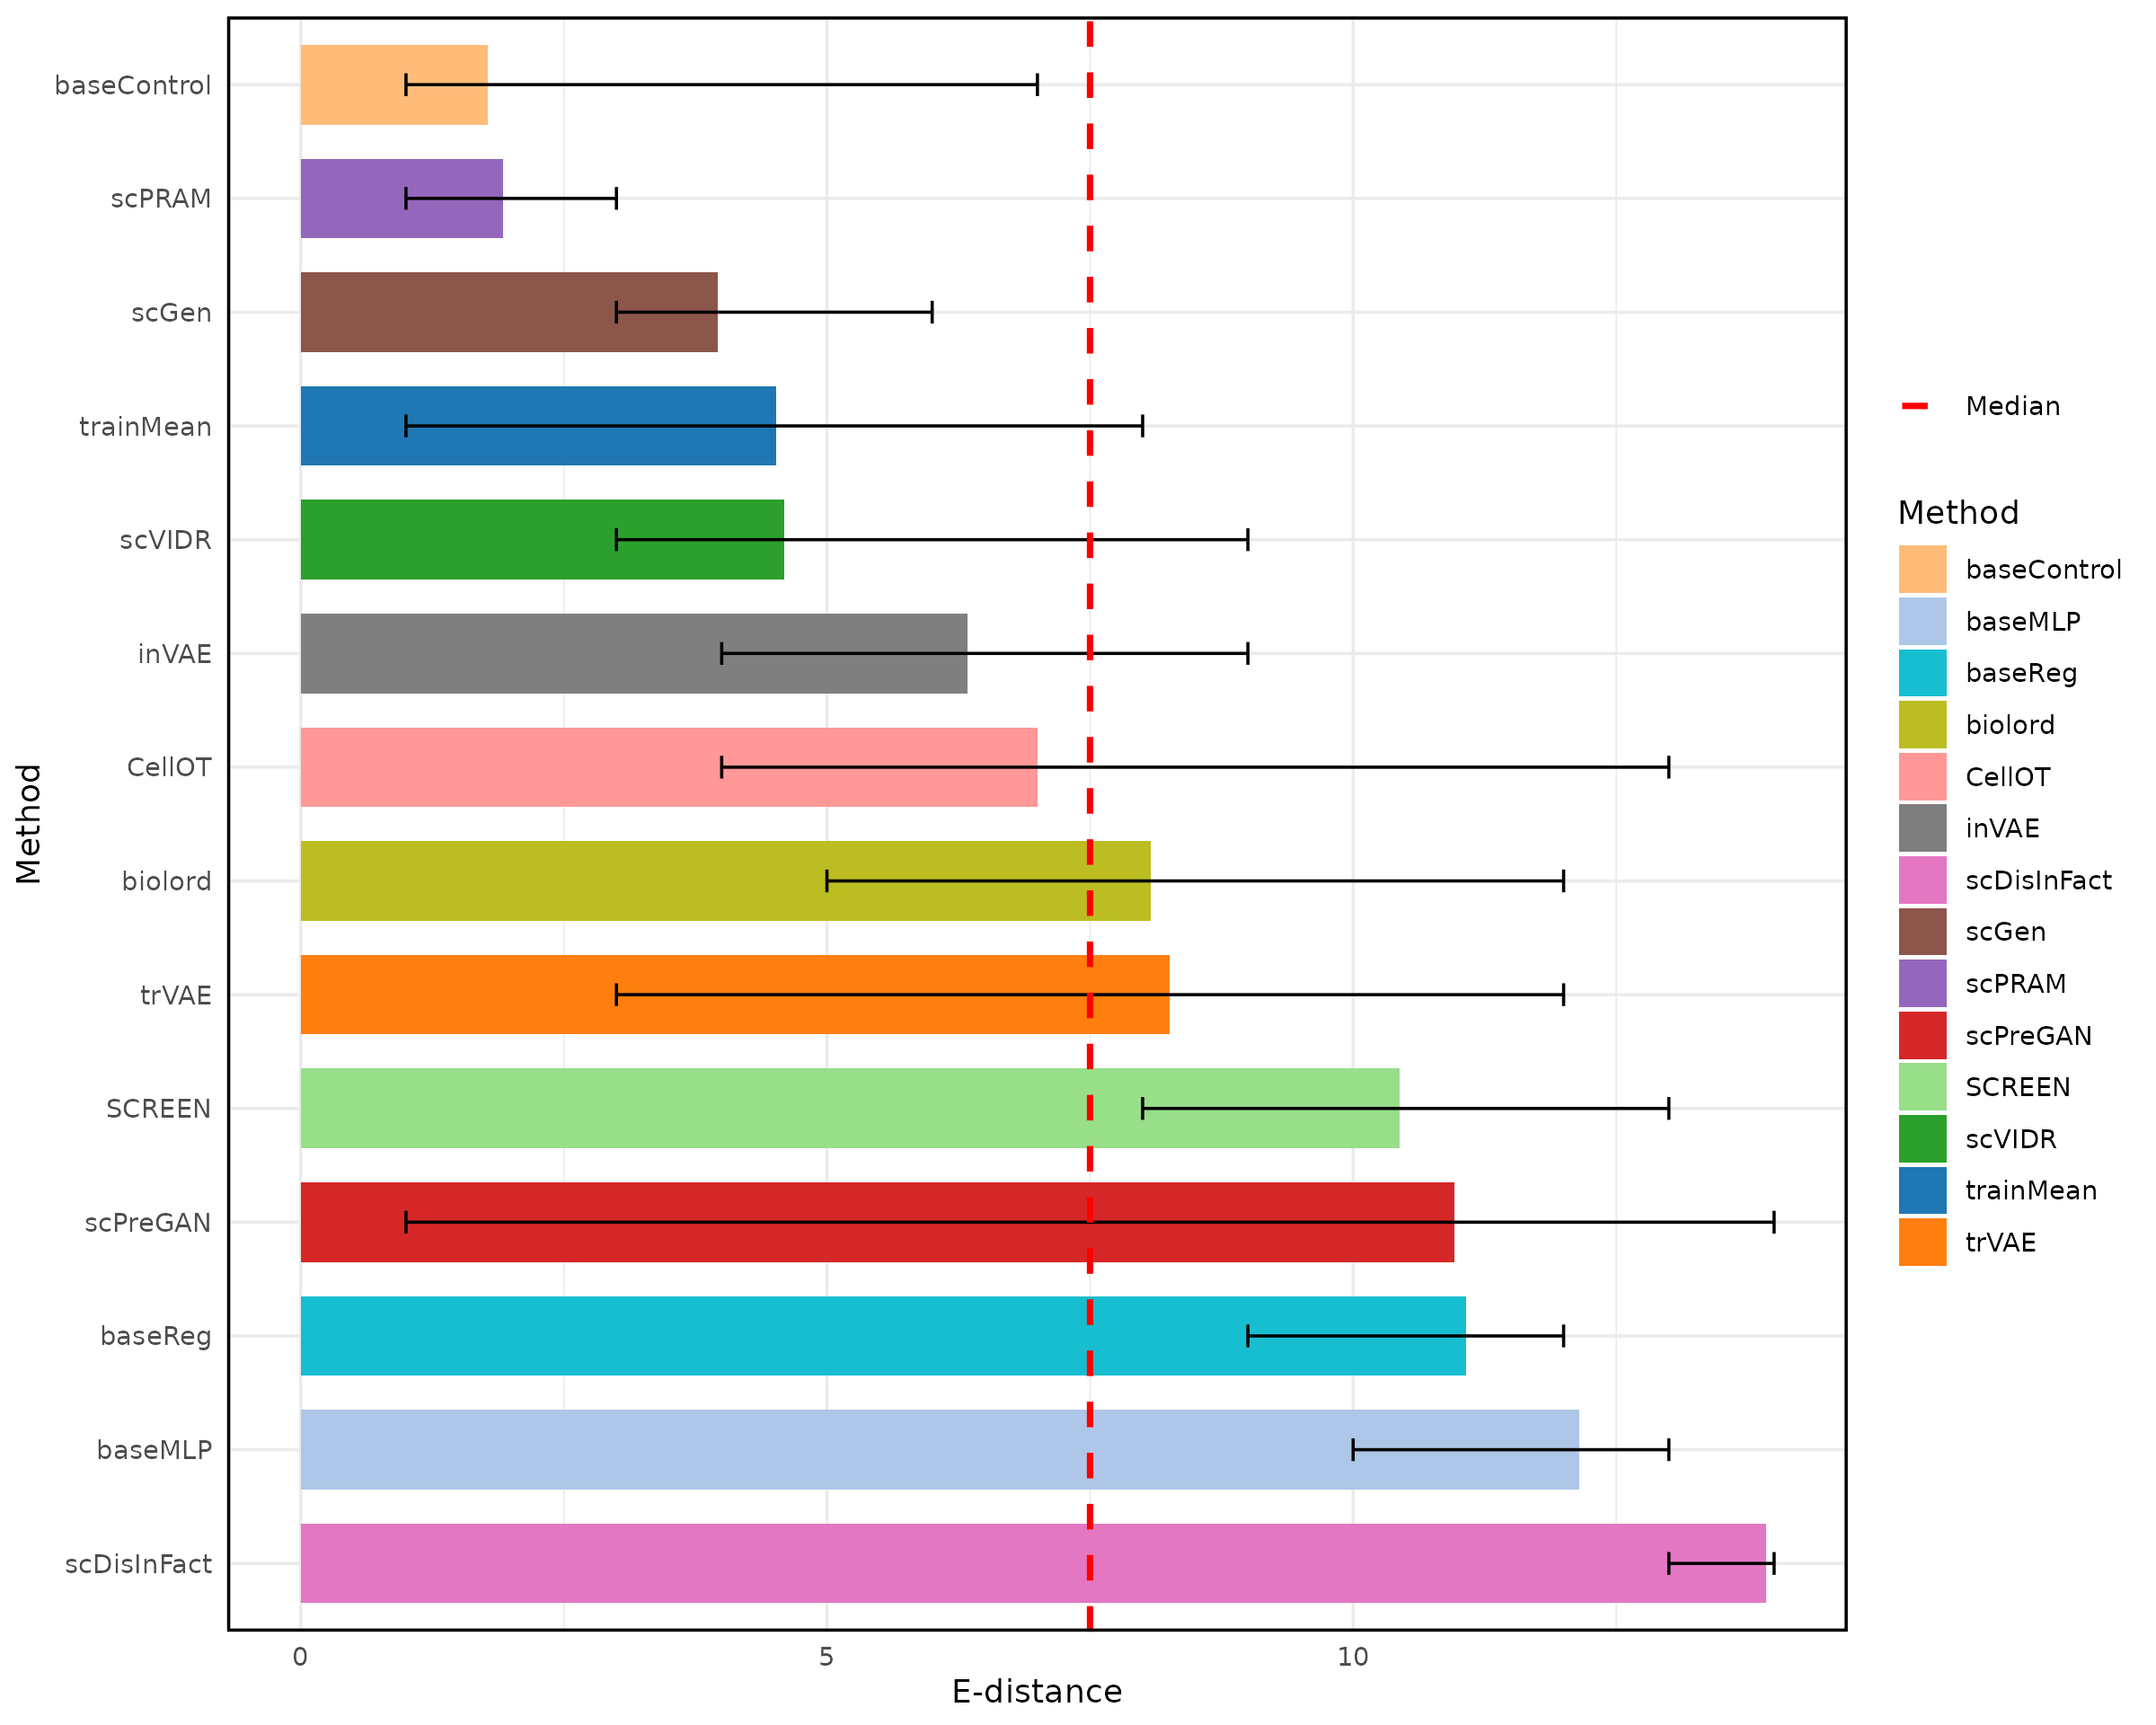 baseControl
scPRAM
scGen
trainMean
scVIDR
inVAE
CellOT
biolord
trVAE
SCREEN
scPreGAN
baseReg
baseMLP
scDisInFact
Method
0 5 10
E-distance
Median
Method
baseControl
baseMLP
baseReg
biolord
CellOT
inVAE
scDisInFact
scGen
scPRAM
scPreGAN
SCREEN
scVIDR
trainMean
trVAE